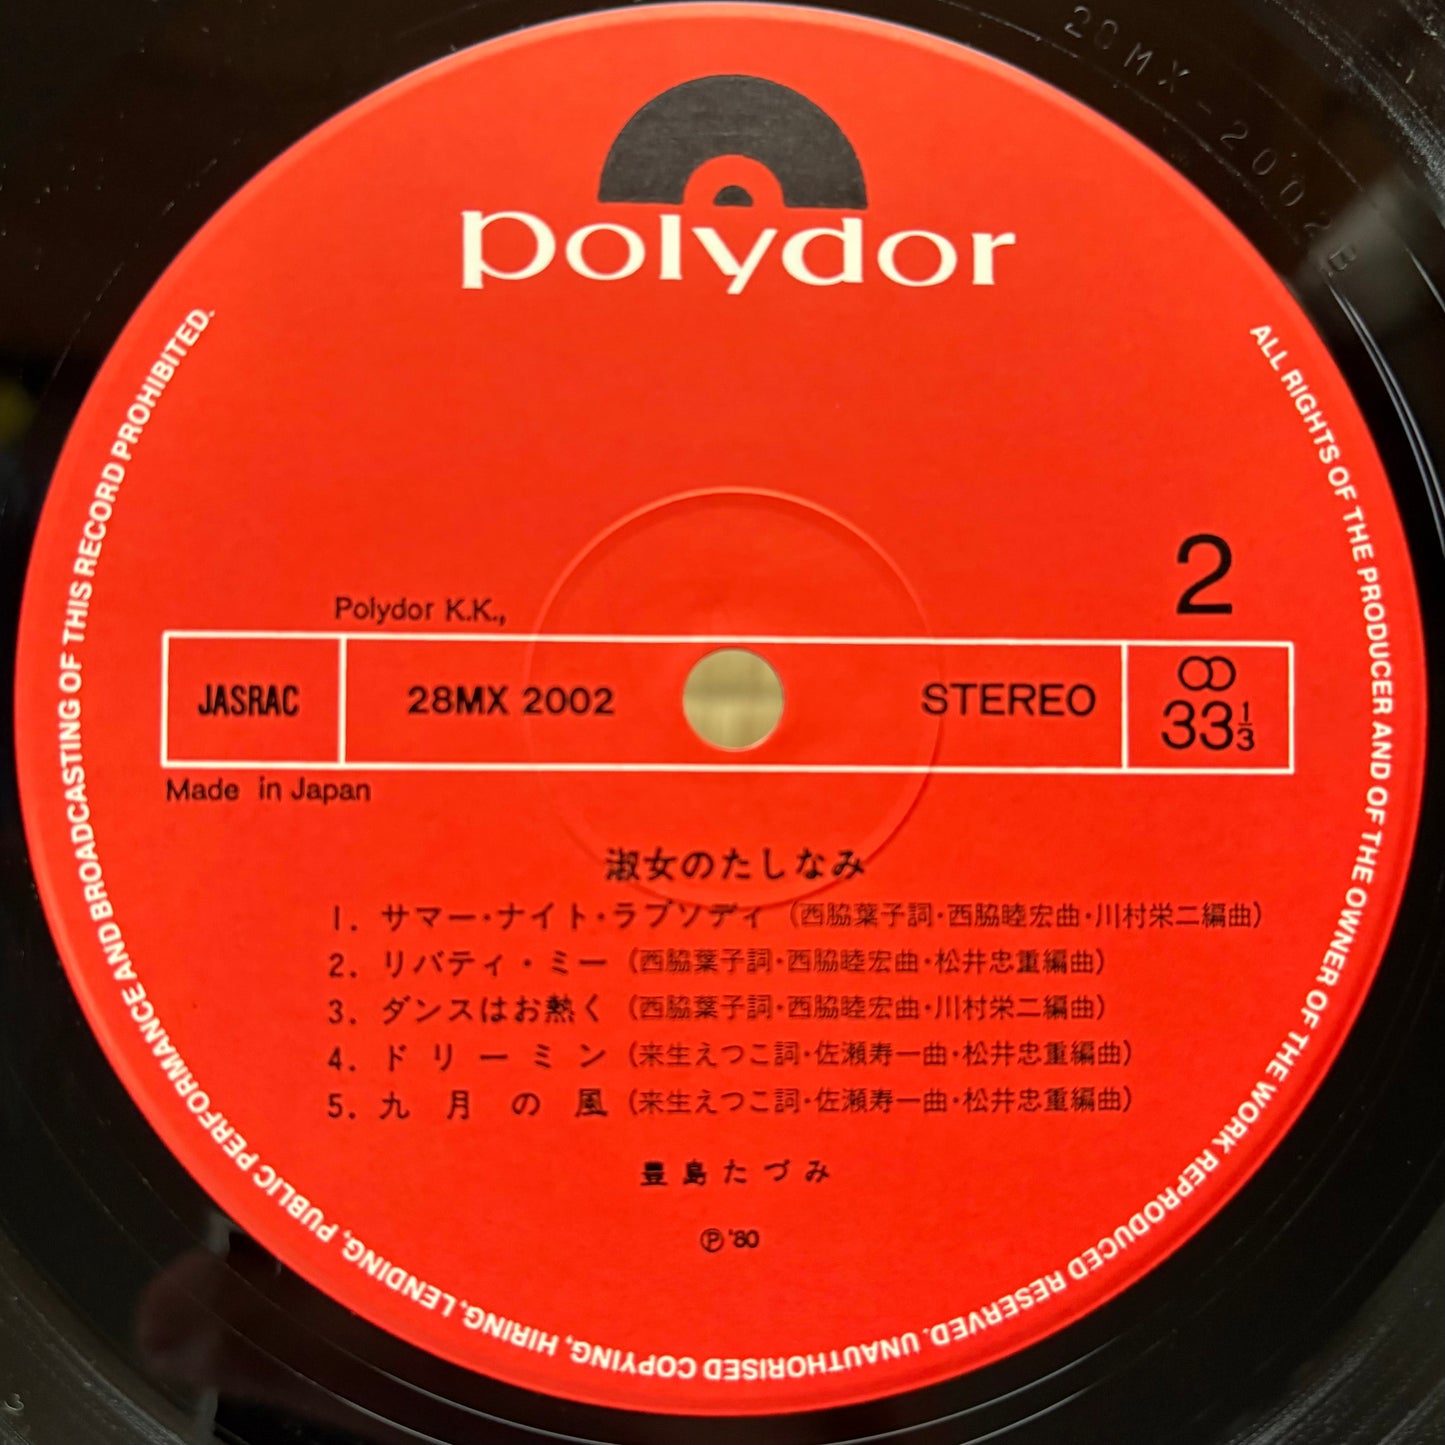 20MX-2002B
polydor
2
Polydor K.K.,
JASRAC 28MX 2002 STEREO 33 1/3
Made in Japan
淑女のたしなみ
1. サマー・ナイト・ラプソディ (西脇葉子詞・西脇睦宏曲・川村栄二編曲)
2. リバティ・ミー (西脇葉子詞・西脇睦宏曲・松井忠重編曲)
3. ダンスはお熱く (西脇葉子詞・西脇睦宏曲・川村栄二編曲)
4. ドリーミン (来生えつこ詞・佐瀬寿一曲・松井忠重編曲)
5. 九月の風 (来生えつこ詞・佐瀬寿一曲・松井忠重編曲)
豊島たづみ
Ⓟ '80
ALL RIGHTS OF THE PRODUCER AND OF THE OWNER OF THE WORK REPRODUCED RESERVED. UNAUTHORISED COPYING, HIRING, LENDING, PUBLIC PERFORMANCE AND BROADCASTING OF THIS RECORD PROHIBITED.